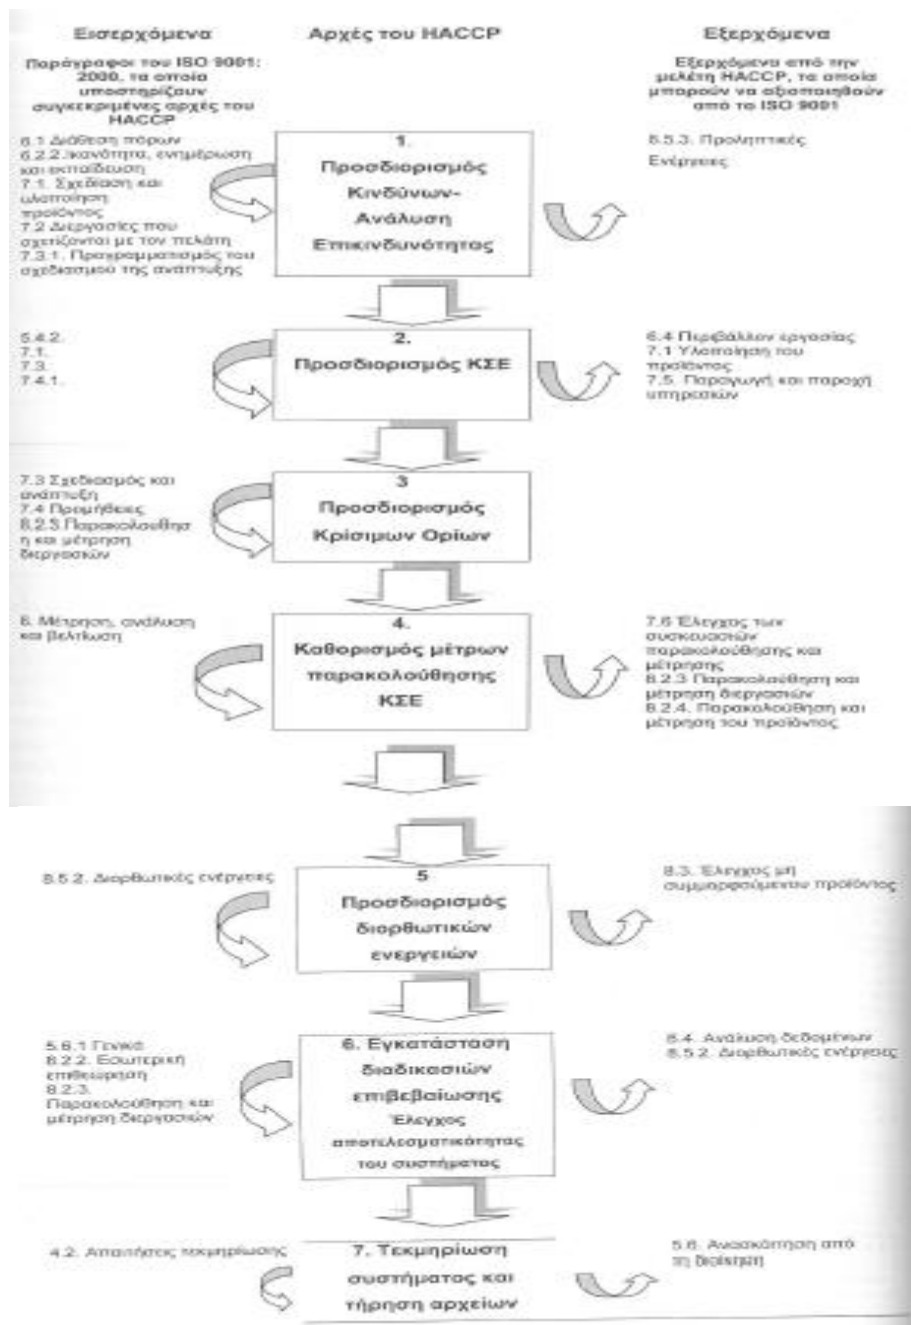 Εισερχόμενα
Αρχές του HACCP
Εξερχόμενα
Παράγραφοι του ISO 9001:
2000, τα οποία
υποστηρίζουν
συγκεκριμένες αρχές του
HACCP
Εξερχόμενα από την
μελέτη HACCP, τα οποία
μπορούν να αξιοποιηθούν
από το ISO 9001
6.1 Διάθεση πόρων
6.2.2. Ικανότητα, ενημέρωση
και εκπαίδευση
7.1. Σχεδίαση και
υλοποίηση
προϊόντος
7.2 Διεργασίες που
σχετίζονται με τον πελάτη
7.3.1. Προγραμματισμός του
σχεδιασμού της ανάπτυξης
1.
Προσδιορισμός
Κινδύνων-
Ανάλυση
Επικινδυνότητας
8.5.3. Προληπτικές
Ενέργειες
5.4.2.
7.1.
7.3.
7.4.1.
2.
Προσδιορισμός ΚΣΕ
6.4 Περιβάλλον εργασίας
7.1 Υλοποίηση του
προϊόντος
7.5. Παραγωγή και παροχή
υπηρεσιών
7.3 Σχεδιασμός και
ανάπτυξη
7.4 Προμήθειες
8.2.3 Παρακολούθησ
η και μέτρηση
διεργασιών
3
Προσδιορισμός
Κρίσιμων Ορίων
8. Μέτρηση, ανάλυση
και βελτίωση
4.
Καθορισμός μέτρων
παρακολούθησης
ΚΣΕ
7.6 Έλεγχος των
συσκευασιών
παρακολούθησης και
μέτρησης
8.2.3 Παρακολούθηση και
μέτρηση διεργασιών
8.2.4. Παρακολούθηση και
μέτρηση του προϊόντος
8.5.2. Διορθωτικές ενέργειες
5
Προσδιορισμός
διορθωτικών
ενεργειών
8.3. Έλεγχος μη
συμμορφούμενου προϊόντος
5.6.1 Γενικά
8.2.2. Εσωτερική
επιθεώρηση
8.2.3.
Παρακολούθηση και
μέτρηση διεργασιών
6. Εγκατάσταση
διαδικασιών
επιβεβαίωσης
Έλεγχος
αποτελεσματικότητας
του συστήματος
8.4. Ανάλυση δεδομένων
8.5.2. Διορθωτικές ενέργειες
4.2. Απαιτήσεις τεκμηρίωσης
7. Τεκμηρίωση
συστήματος και
τήρηση αρχείων
5.6. Ανασκόπηση από
τη διοίκηση